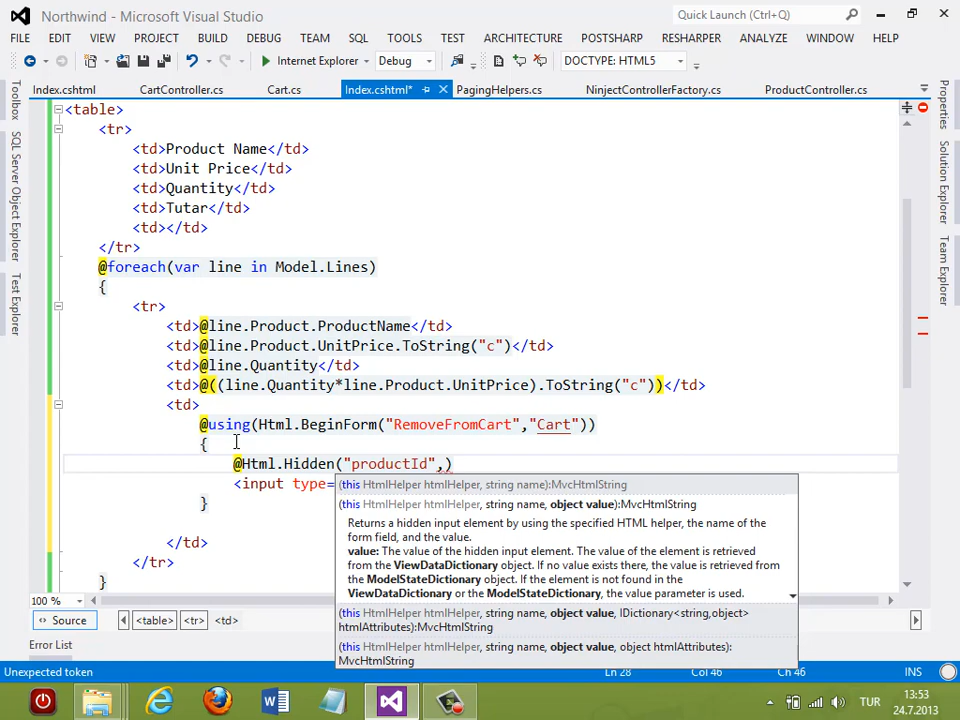 Northwind - Microsoft Visual Studio
Quick Launch (Ctrl+Q)
FILE EDIT VIEW PROJECT BUILD DEBUG TEAM SQL TOOLS TEST ARCHITECTURE POSTSHARP RESHARPER ANALYZE WINDOW HELP
Internet Explorer Debug DOCTYPE: HTML5
Index.cshtml CartController.cs Cart.cs Index.cshtml* PagingHelpers.cs NinjectControllerFactory.cs ProductController.cs
Toolbox
SQL Server Object Explorer
Test Explorer
<table>
<tr>
<td>Product Name</td>
<td>Unit Price</td>
<td>Quantity</td>
<td>Tutar</td>
<td></td>
</tr>
@foreach(var line in Model.Lines)
{
<tr>
<td>@line.Product.ProductName</td>
<td>@line.Product.UnitPrice.ToString("c")</td>
<td>@line.Quantity</td>
<td>@((line.Quantity*line.Product.UnitPrice).ToString("c"))</td>
<td>
@using(Html.BeginForm("RemoveFromCart","Cart"))
{
@Html.Hidden("productId",)
<input type=
}
</td>
</tr>
}
(this HtmlHelper htmlHelper, string name):MvcHtmlString
(this HtmlHelper htmlHelper, string name, object value):MvcHtmlString
Returns a hidden input element by using the specified HTML helper, the name of the
form field, and the value.
value: The value of the hidden input element. The value of the element is retrieved
from the ViewDataDictionary object. If no value exists there, the value is retrieved from
the ModelStateDictionary object. If the element is not found in the
ViewDataDictionary or the ModelStateDictionary, the value parameter is used.
(this HtmlHelper htmlHelper, string name, object value, IDictionary<string,object>
htmlAttributes):MvcHtmlString
(this HtmlHelper htmlHelper, string name, object value, object htmlAttributes):
MvcHtmlString
Properties
Solution Explorer
Team Explorer
100 %
Source <table> <tr> <td>
Error List
Unexpected token Ln 28 Col 46 Ch 46 INS
TUR
13:53
24.7.2013